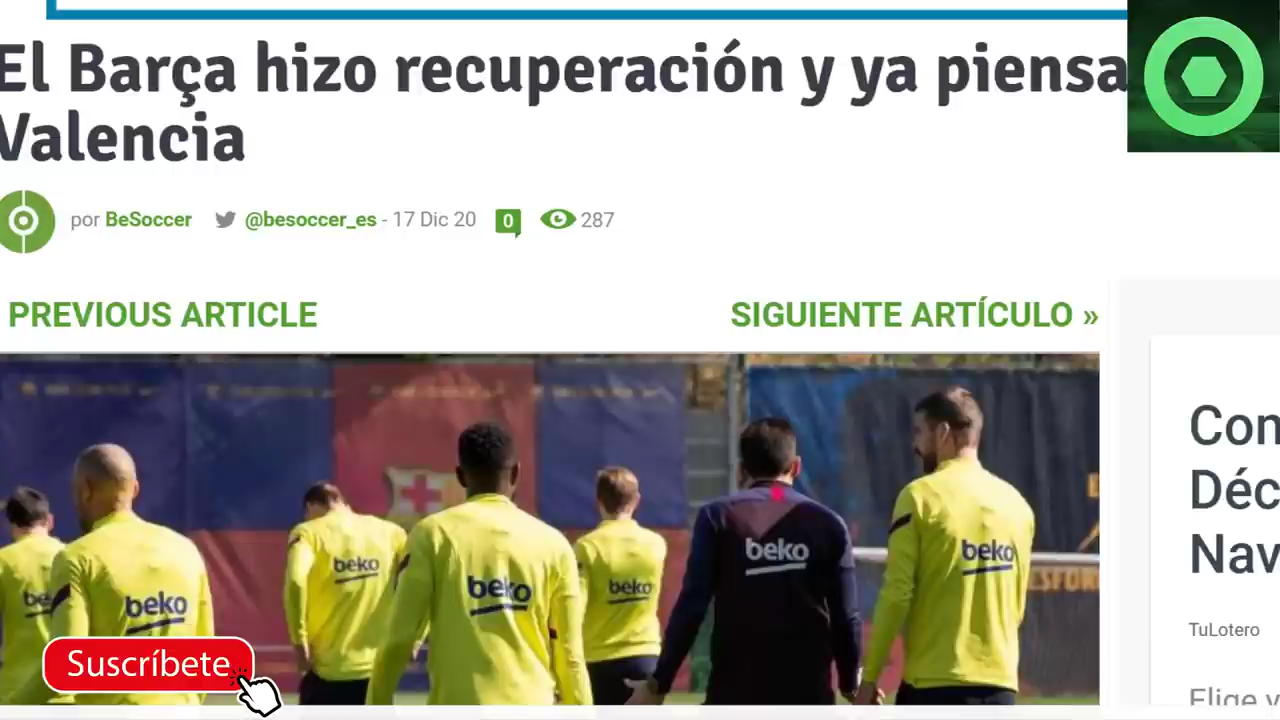 El Barça hizo recuperación y ya piensa
Valencia
por BeSoccer @besoccer_es - 17 Dic 20 0 287
PREVIOUS ARTICLE
SIGUIENTE ARTÍCULO »
beko
beko
beko
beko
beko
beko
Con
Déc
Nav
TuLotero
Elige y
Suscríbete